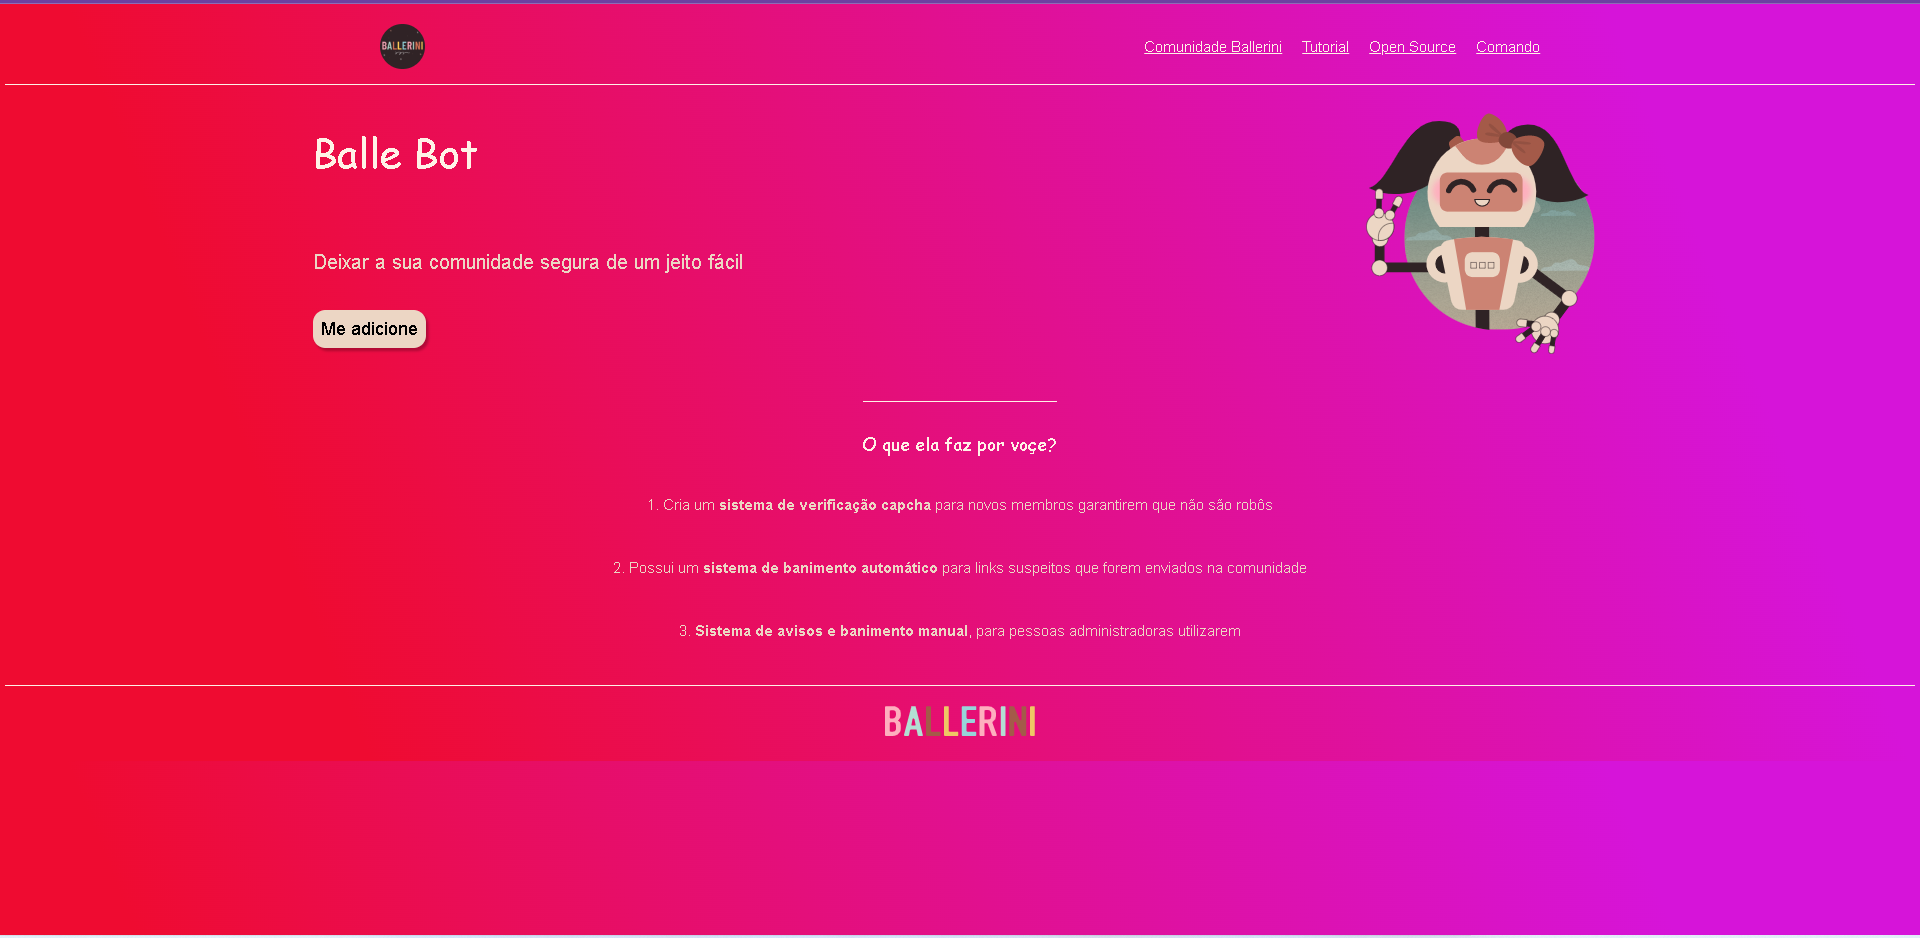 BALLERINI
Comunidade Ballerini Tutorial Open Source Comando
Balle Bot
Deixar a sua comunidade segura de um jeito fácil
Me adicione
O que ela faz por voçe?
1. Cria um sistema de verificação capcha para novos membros garantirem que não são robôs
2. Possui um sistema de banimento automático para links suspeitos que forem enviados na comunidade
3. Sistema de avisos e banimento manual, para pessoas administradoras utilizarem
BALLERINI